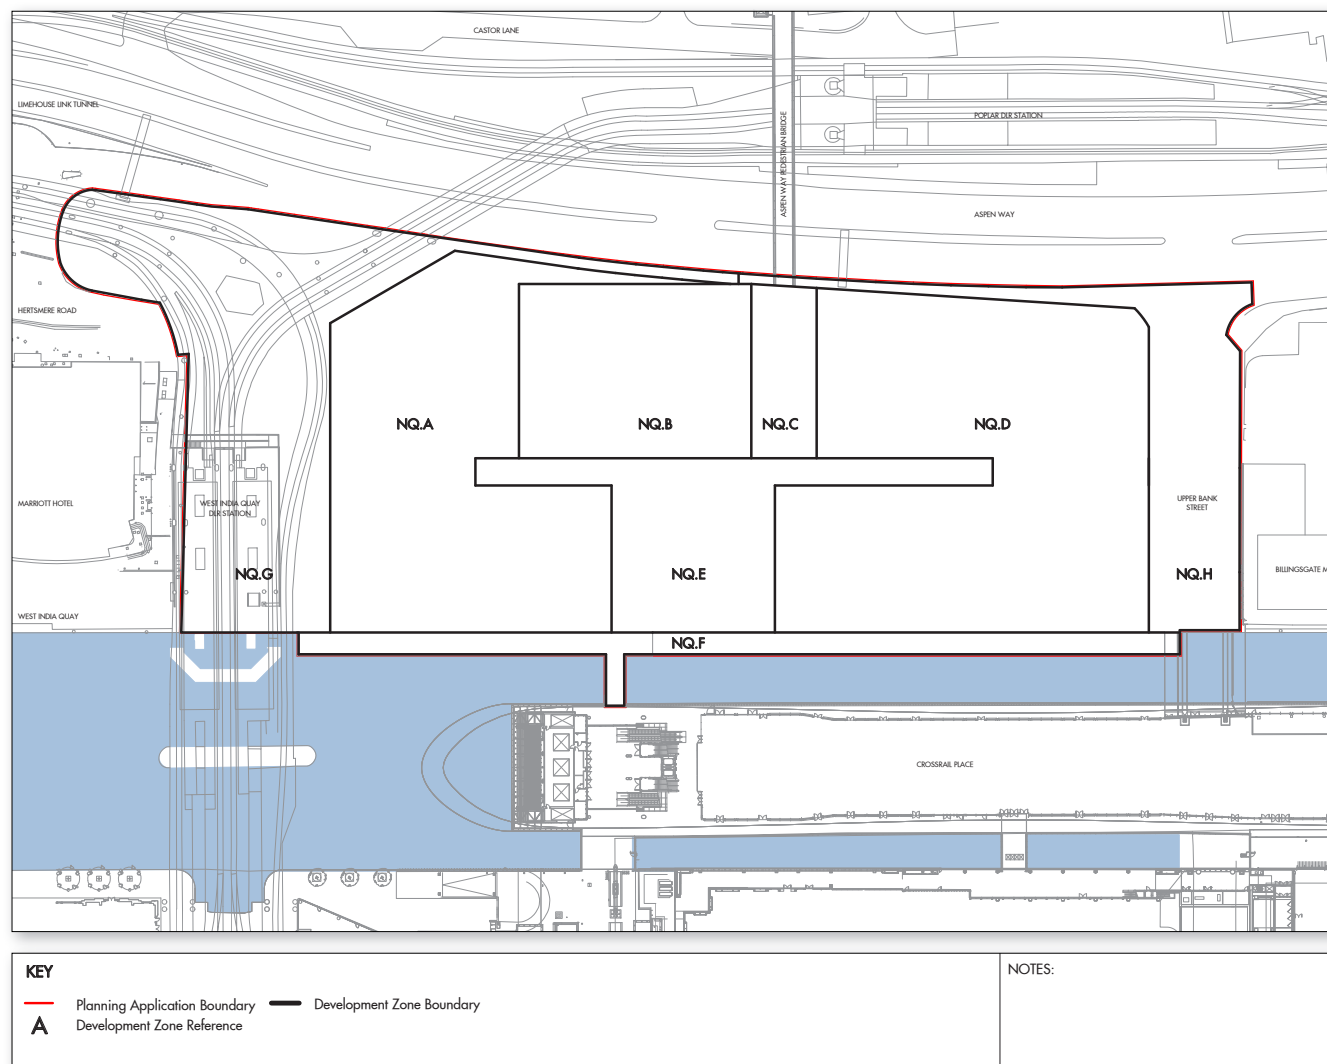 CASTOR LANE
LIMEHOUSE LINK TUNNEL
POPLAR DLR STATION
ASPEN WAY PEDESTRIAN BRIDGE
ASPEN WAY
HERTSMERE ROAD
NQ.A
NQ.B
NQ.C
NQ.D
MARRIOTT HOTEL
WEST INDIA QUAY
DLR STATION
UPPER BANK
STREET
NQ.G
NQ.E
NQ.H
BILLINGSGATE M
WEST INDIA QUAY
NQ.F
CROSSRAIL PLACE
KEY
NOTES:
Planning Application Boundary
Development Zone Boundary
A
Development Zone Reference